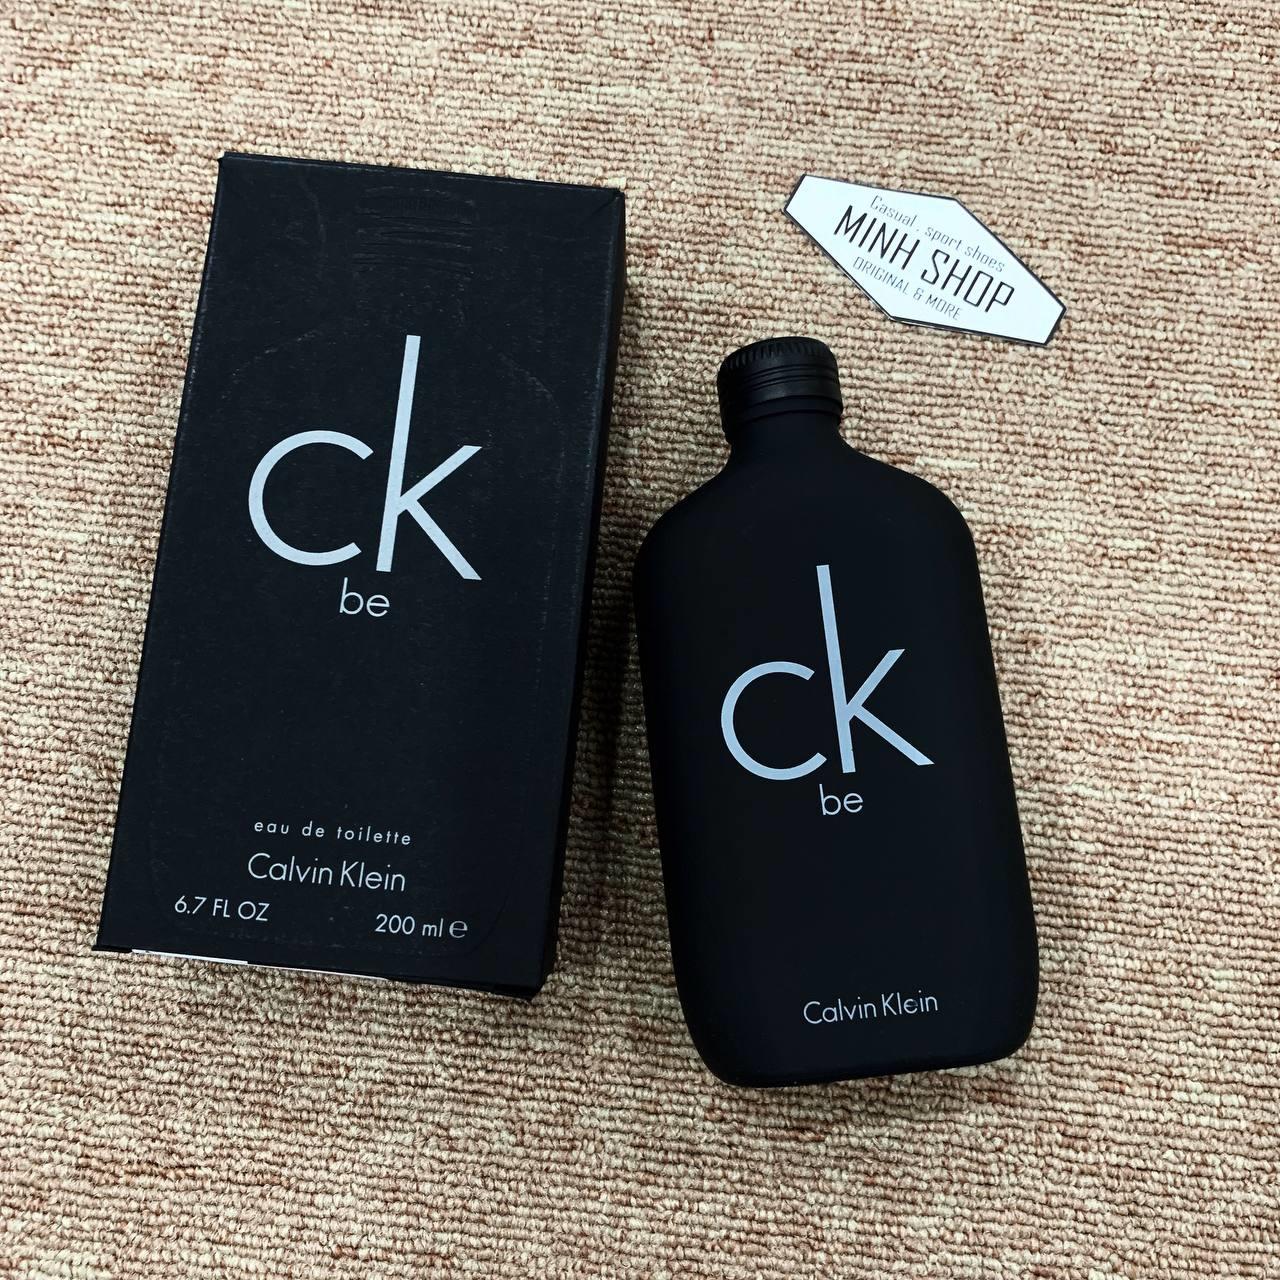 ck
be
eau de toilette
Calvin Klein
6.7 FL OZ 200 ml ℮
Casual . sport shoes
MINH SHOP
ORIGINAL & MORE
ck
be
Calvin Klein